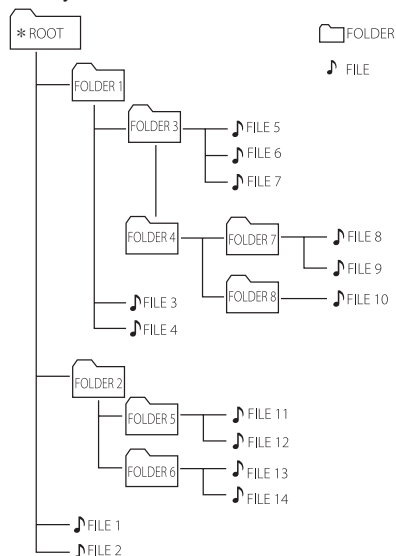 * ROOT
FOLDER
FILE
FOLDER 1
FOLDER 3
FILE 5
FILE 6
FILE 7
FOLDER 4
FOLDER 7
FILE 8
FILE 9
FOLDER 8
FILE 10
FILE 3
FILE 4
FOLDER 2
FOLDER 5
FILE 11
FILE 12
FOLDER 6
FILE 13
FILE 14
FILE 1
FILE 2